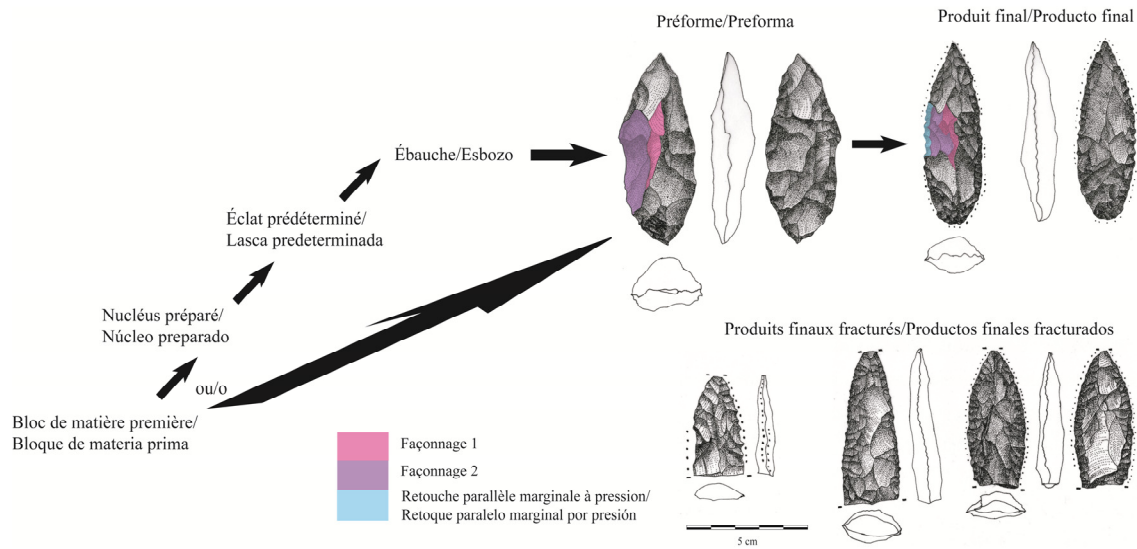 Préforme/Preforma
Produit final/Producto final
Ébauche/Esbozo
Éclat prédéterminé/
Lasca predeterminada
Nucléus préparé/
Núcleo preparado
ou/o
Bloc de matière première/
Bloque de materia prima
Produits finaux fracturés/Productos finales fracturados
Façonnage 1
Façonnage 2
Retouche parallèle marginale à pression/
Retoque paralelo marginal por presión
5 cm